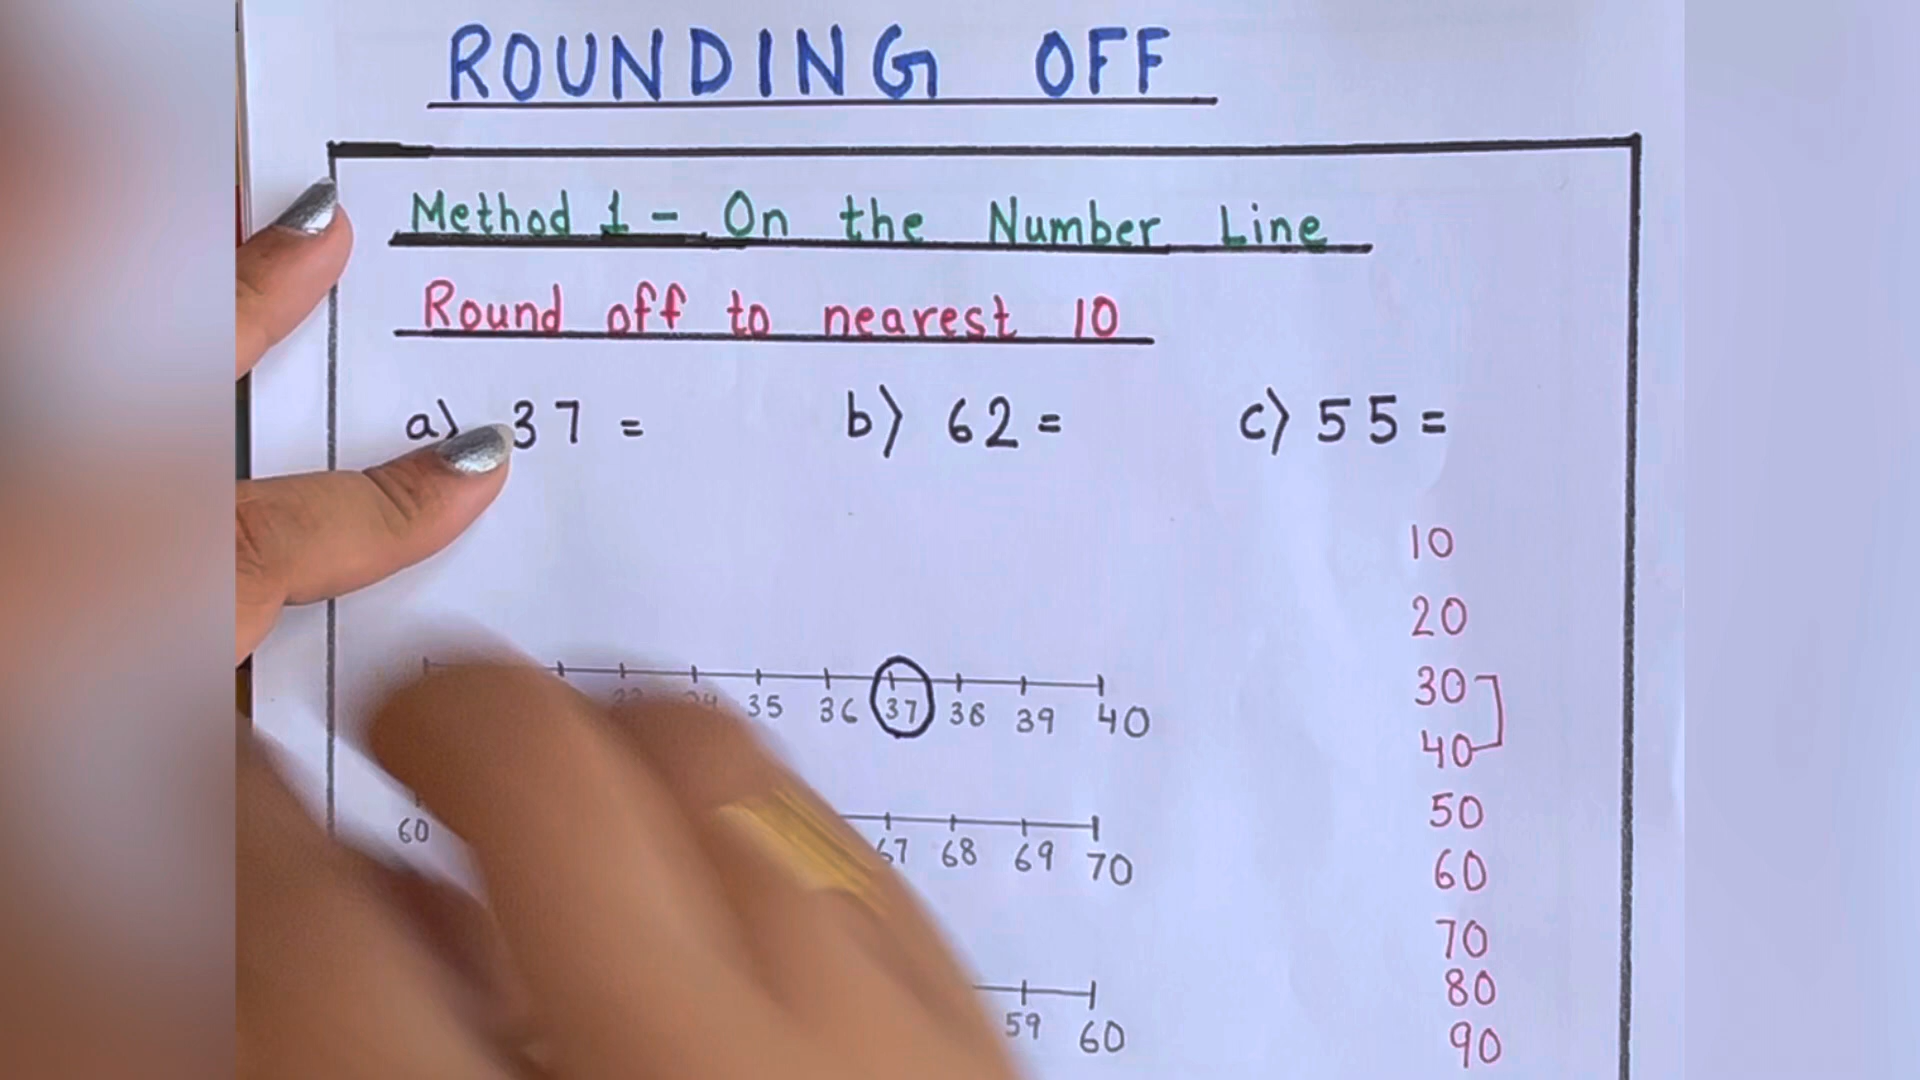 ROUNDING OFF
Method 1 - On the Number Line
Round off to nearest 10
a) 37 = b) 62 = c) 55 =
10
20
30
40
50
60
70
80
90
35 36 37 38 39 40
60 67 68 69 70
59 60